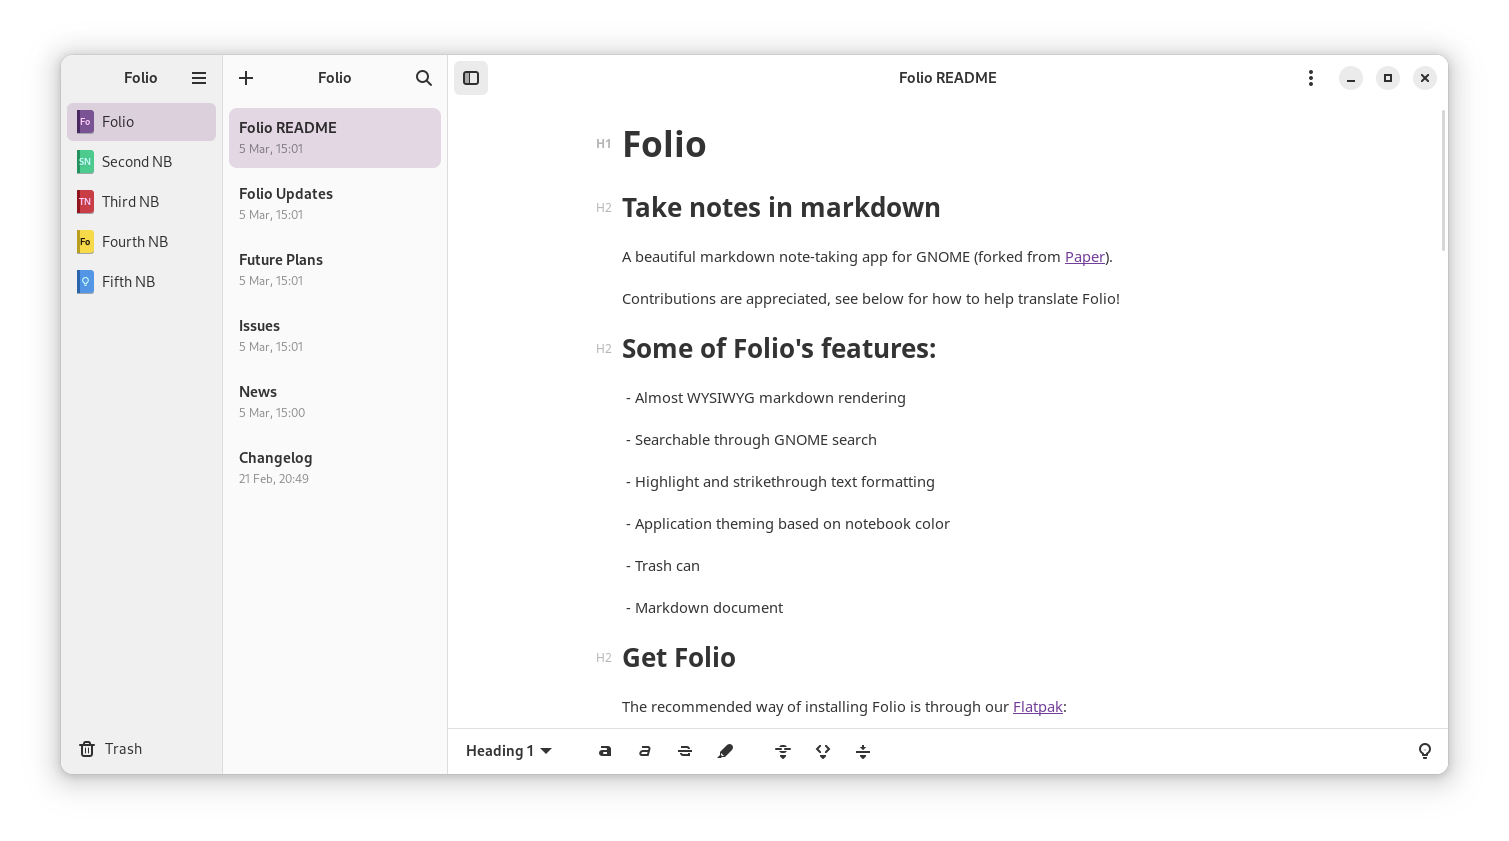 Folio
Fo Folio
SN Second NB
TN Third NB
Fo Fourth NB
Fifth NB
Trash
Folio
Folio README
5 Mar, 15:01
Folio Updates
5 Mar, 15:01
Future Plans
5 Mar, 15:01
Issues
5 Mar, 15:01
News
5 Mar, 15:00
Changelog
21 Feb, 20:49
Folio README
H1 Folio
H2 Take notes in markdown
A beautiful markdown note-taking app for GNOME (forked from Paper).
Contributions are appreciated, see below for how to help translate Folio!
H2 Some of Folio's features:
- Almost WYSIWYG markdown rendering
- Searchable through GNOME search
- Highlight and strikethrough text formatting
- Application theming based on notebook color
- Trash can
- Markdown document
H2 Get Folio
The recommended way of installing Folio is through our Flatpak:
Heading 1 a a a